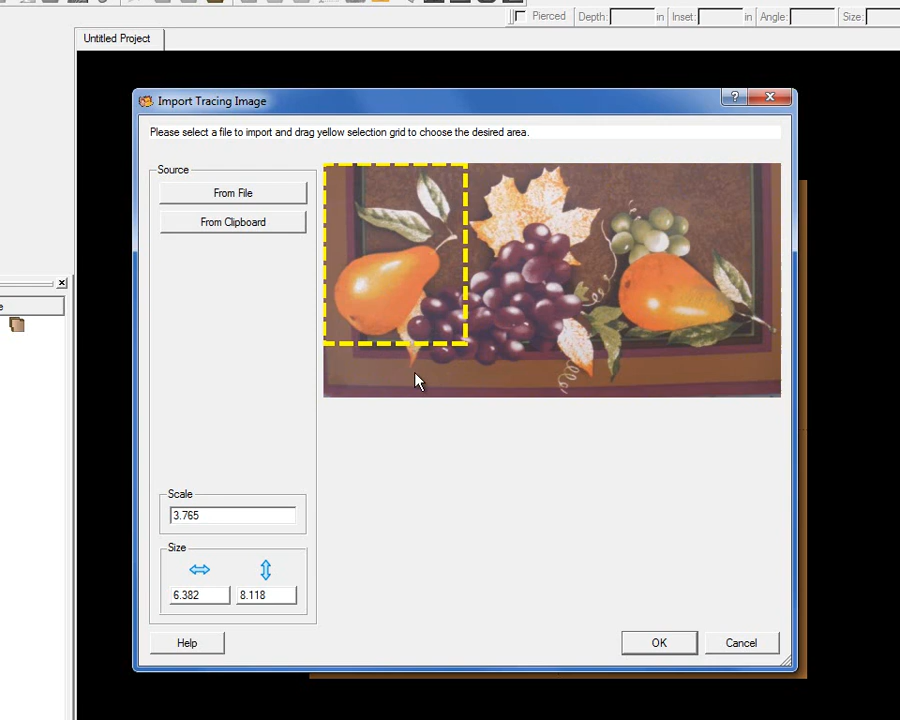 Pierced Depth: in Inset: in Angle: Size:
Untitled Project
Import Tracing Image
Please select a file to import and drag yellow selection grid to choose the desired area.
Source
From File
From Clipboard
Scale
3.765
Size
6.382 8.118
Help OK Cancel